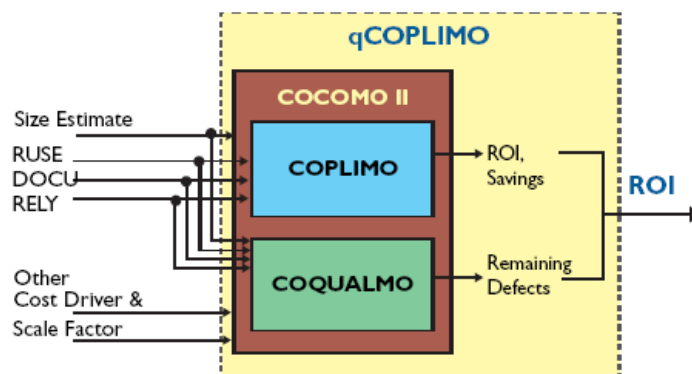 qCOPLIMO
COCOMO II
Size Estimate
RUSE
DOCU
RELY
COPLIMO
ROI,
Savings
ROI
COQUALMO
Remaining
Defects
Other
Cost Driver &
Scale Factor